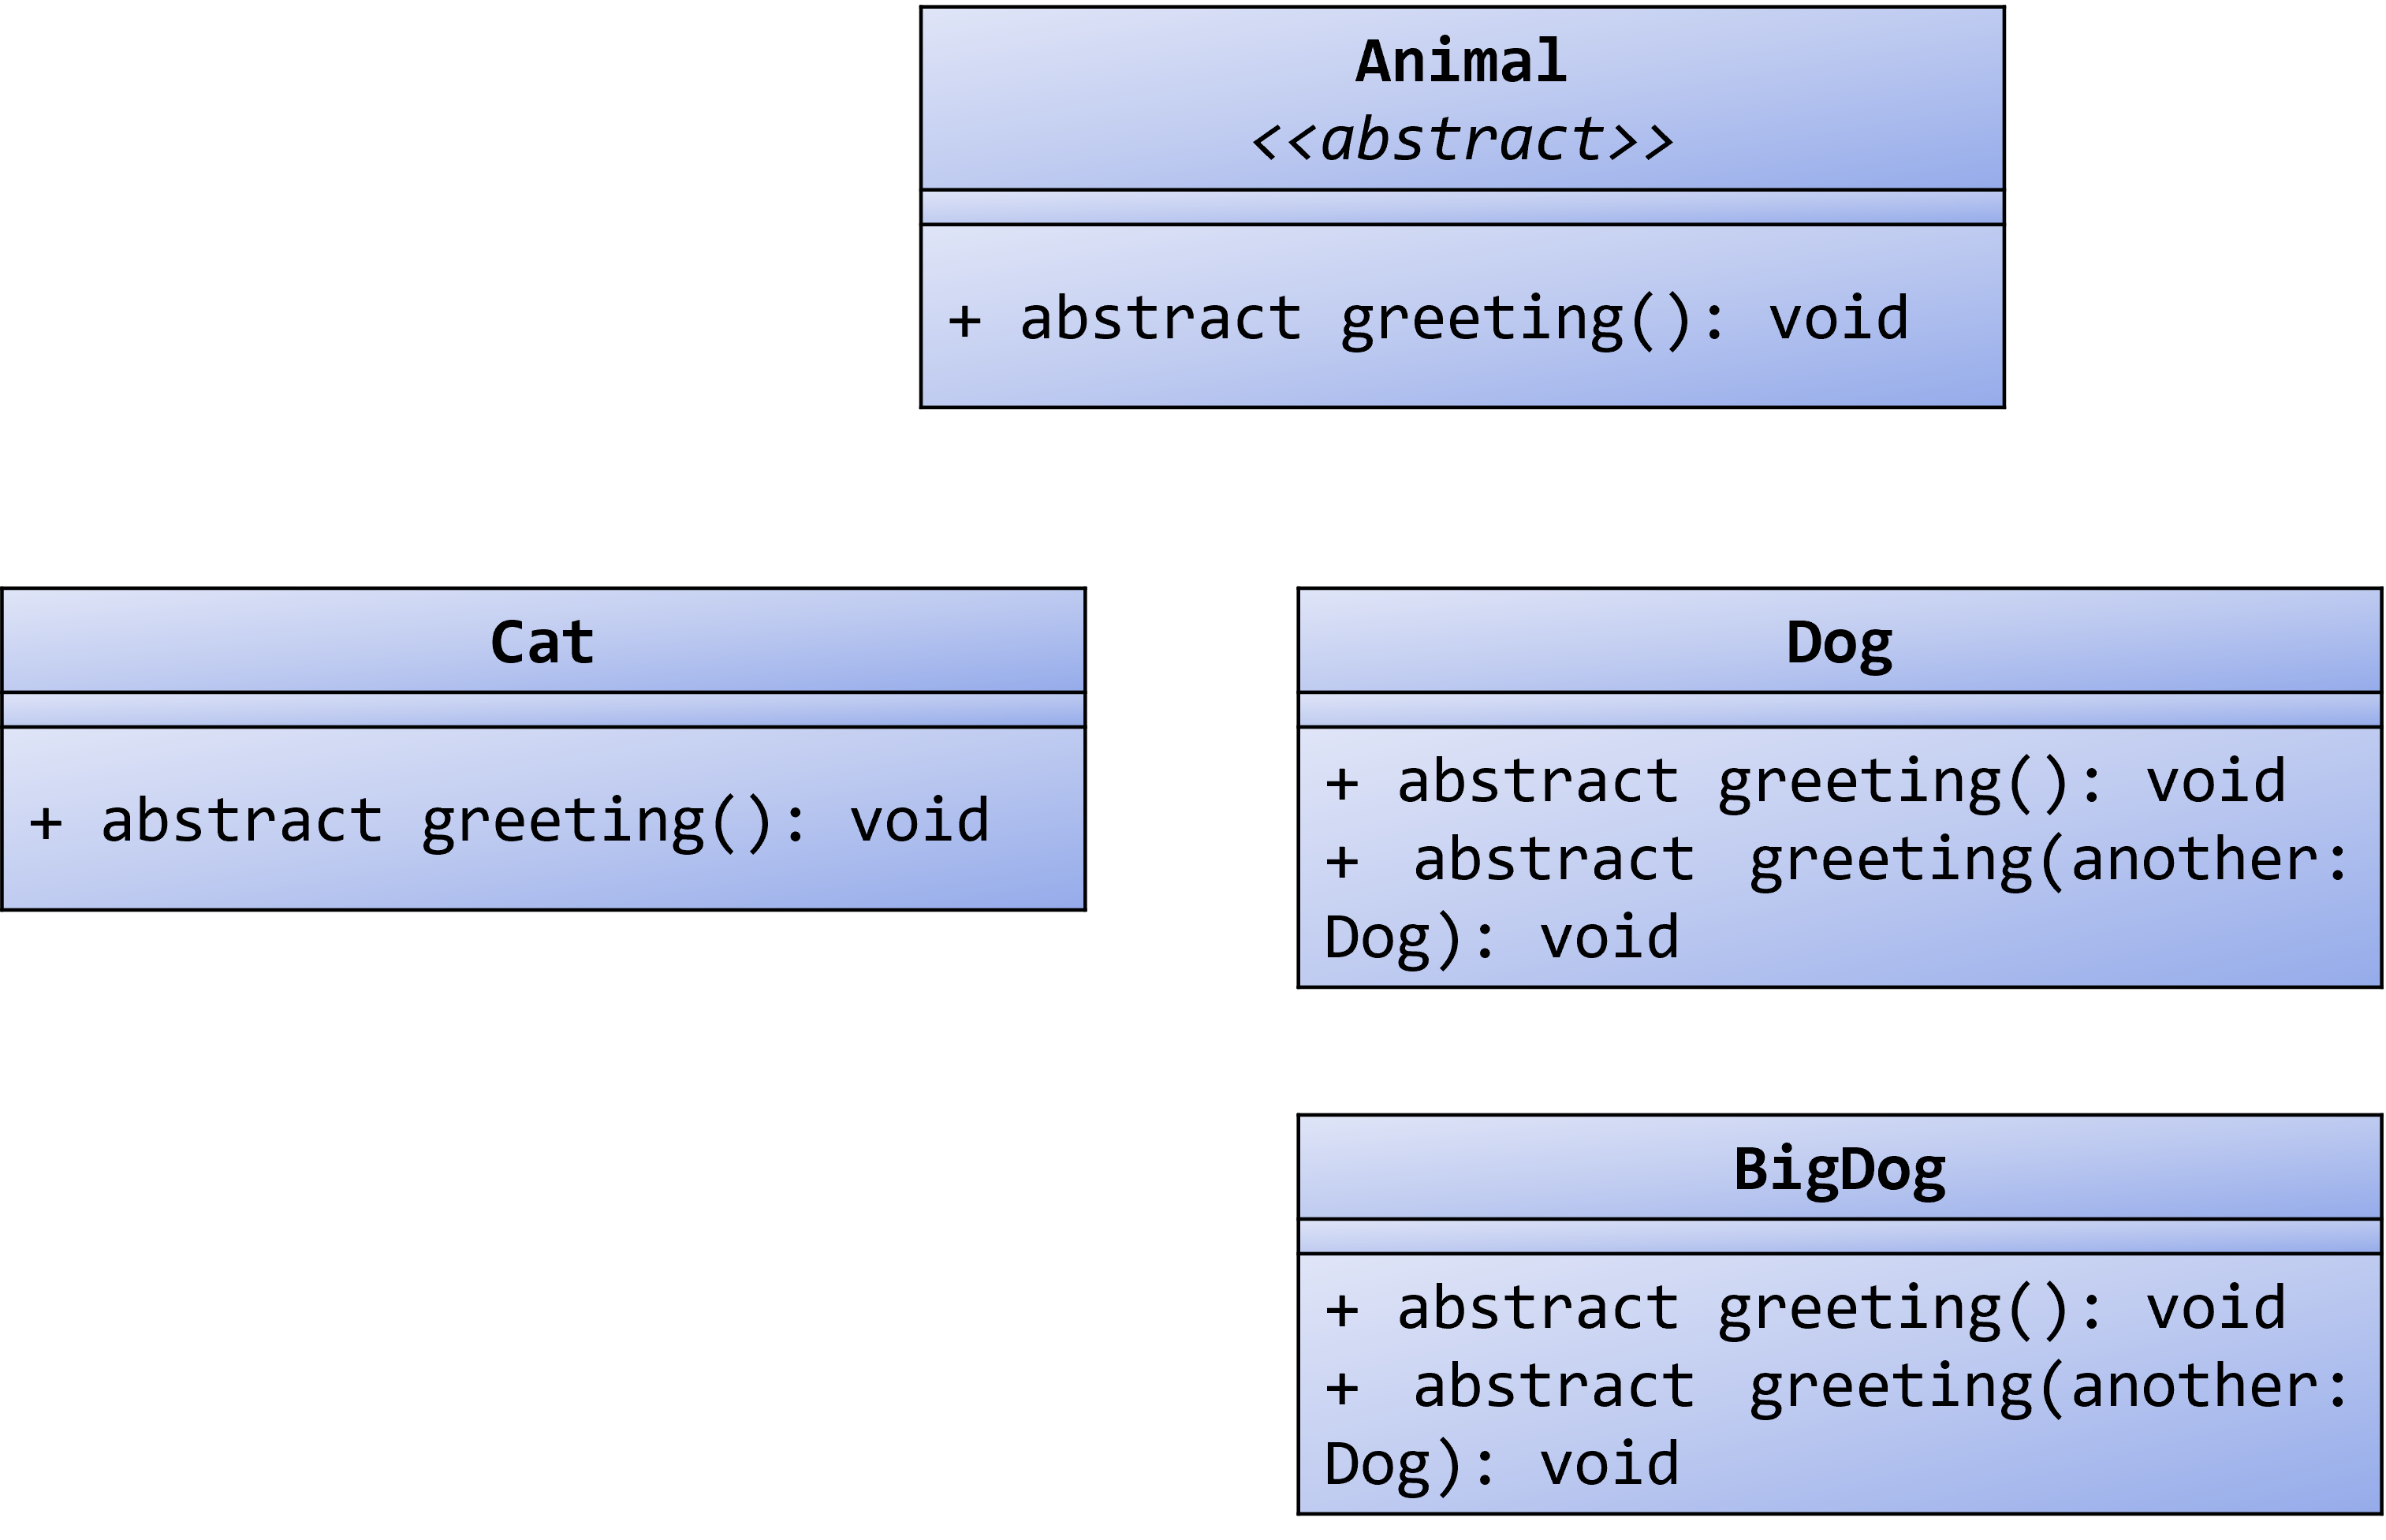 Animal
<<abstract>>
+ abstract greeting(): void
Cat
+ abstract greeting(): void
Dog
+ abstract greeting(): void
+ abstract greeting(another:
Dog): void
BigDog
+ abstract greeting(): void
+ abstract greeting(another:
Dog): void